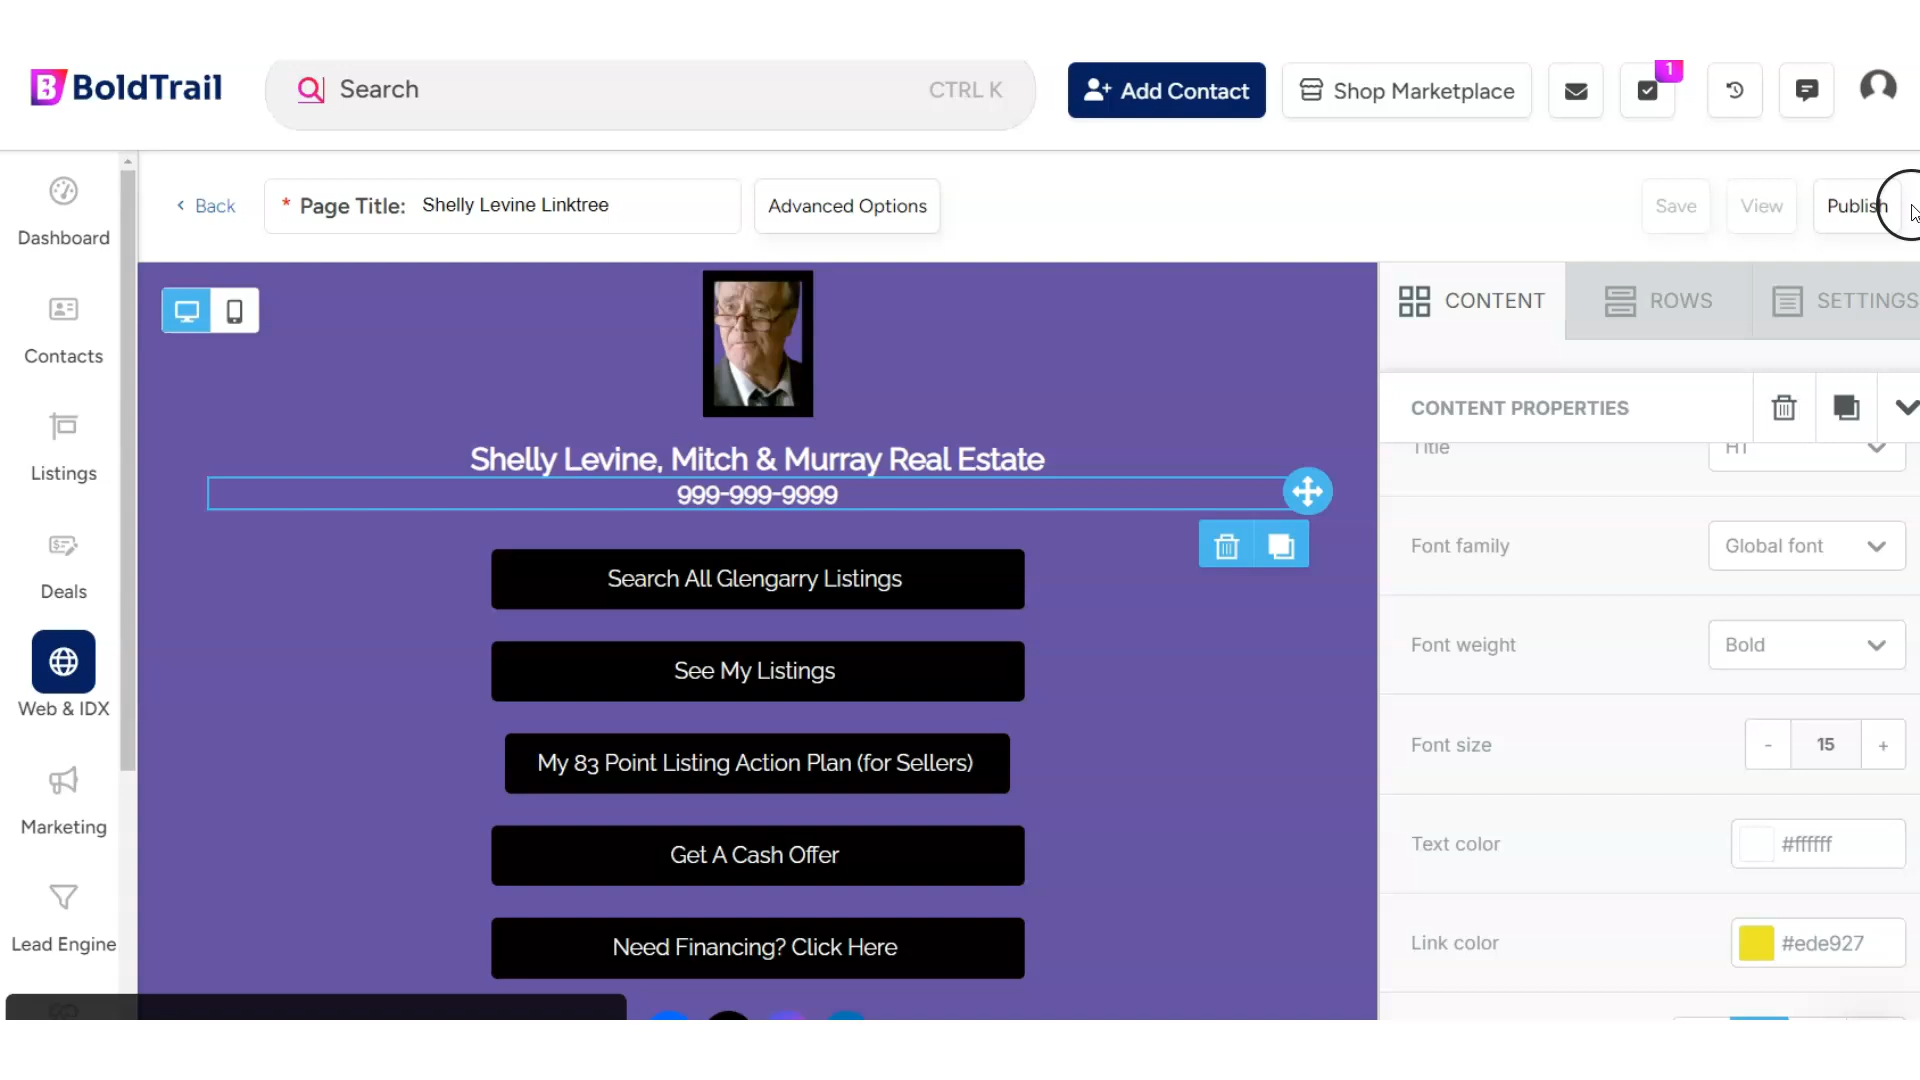 BoldTrail
Search
CTRL K
Add Contact
Shop Marketplace
1
Back
* Page Title: Shelly Levine Linktree
Advanced Options
Save
View
Publish
Dashboard
Contacts
Listings
Deals
Web & IDX
Marketing
Lead Engine
Shelly Levine, Mitch & Murray Real Estate
999-999-9999
Search All Glengarry Listings
See My Listings
My 83 Point Listing Action Plan (for Sellers)
Get A Cash Offer
Need Financing? Click Here
CONTENT
ROWS
SETTINGS
CONTENT PROPERTIES
Title
H1
Font family
Global font
Font weight
Bold
Font size
- 15 +
Text color
#ffffff
Link color
#ede927